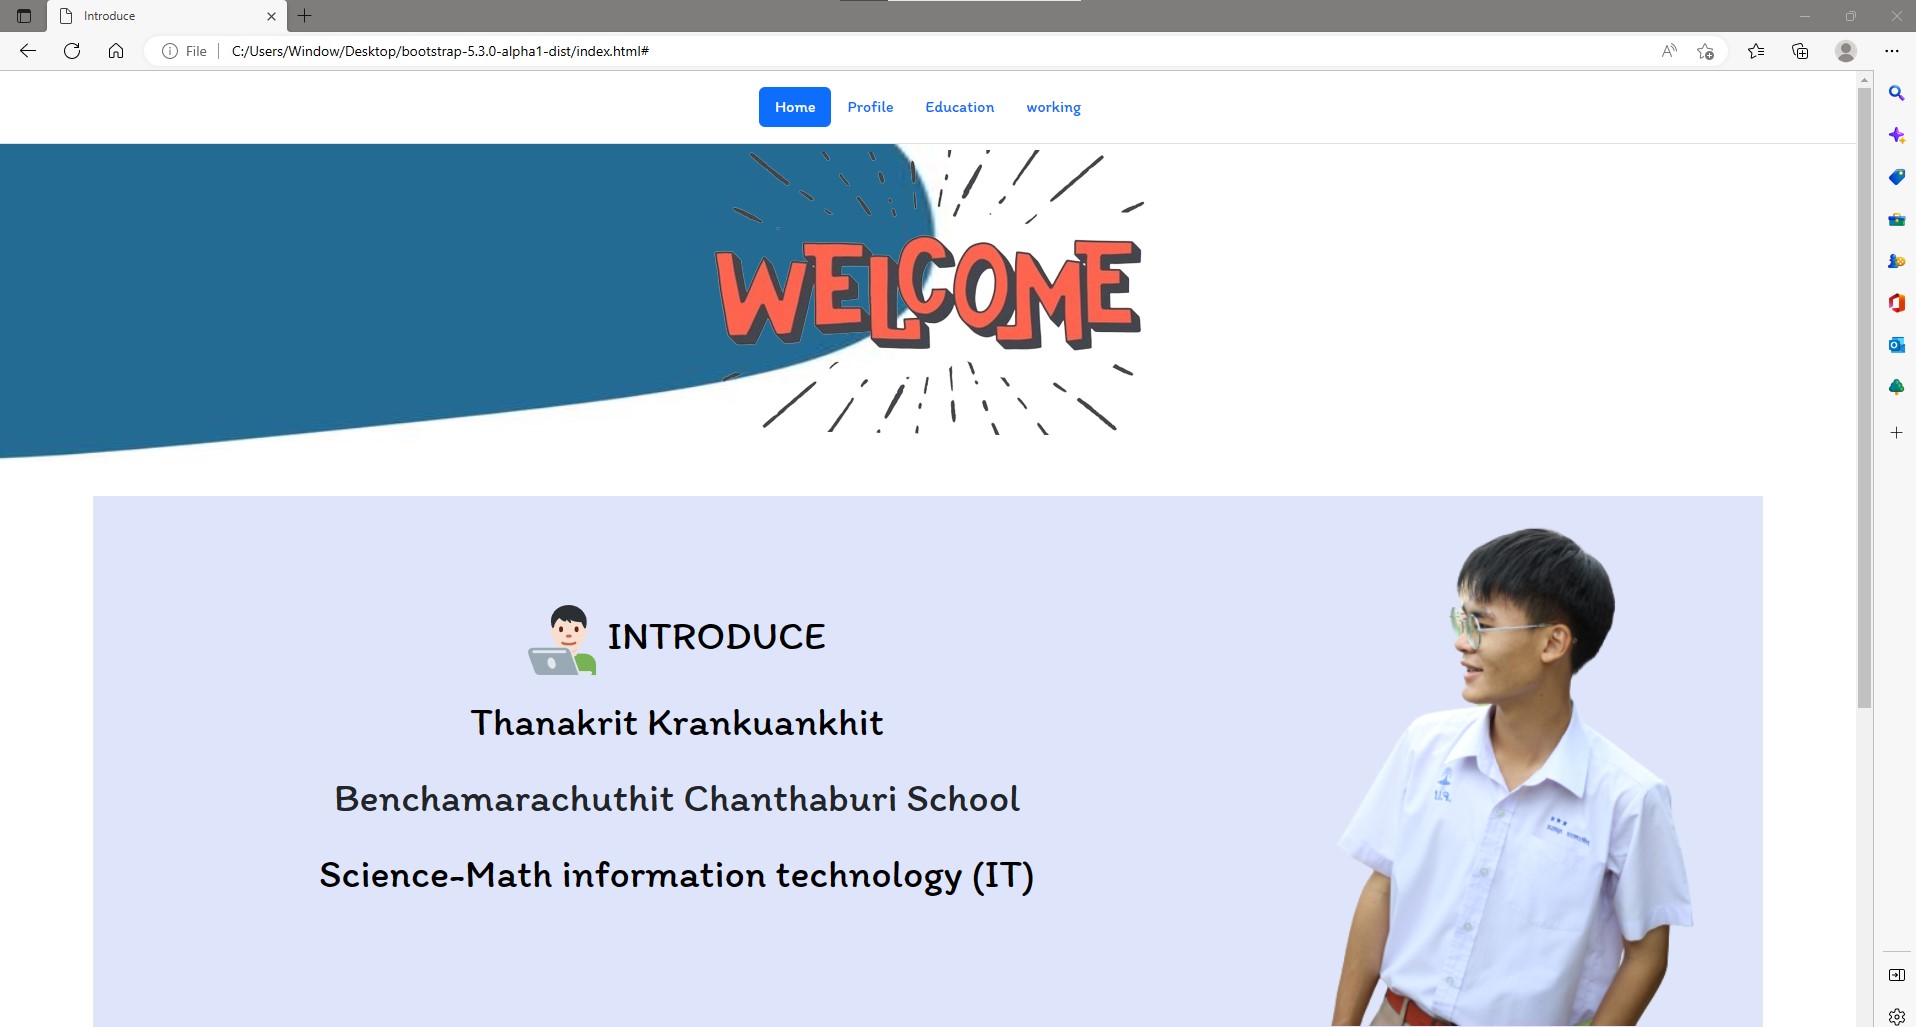 Introduce
File
C:/Users/Window/Desktop/bootstrap-5.3.0-alpha1-dist/index.html#
Home Profile Education working
WELCOME
INTRODUCE
Thanakrit Krankuankhit
Benchamarachuthit Chanthaburi School
Science-Math information technology (IT)